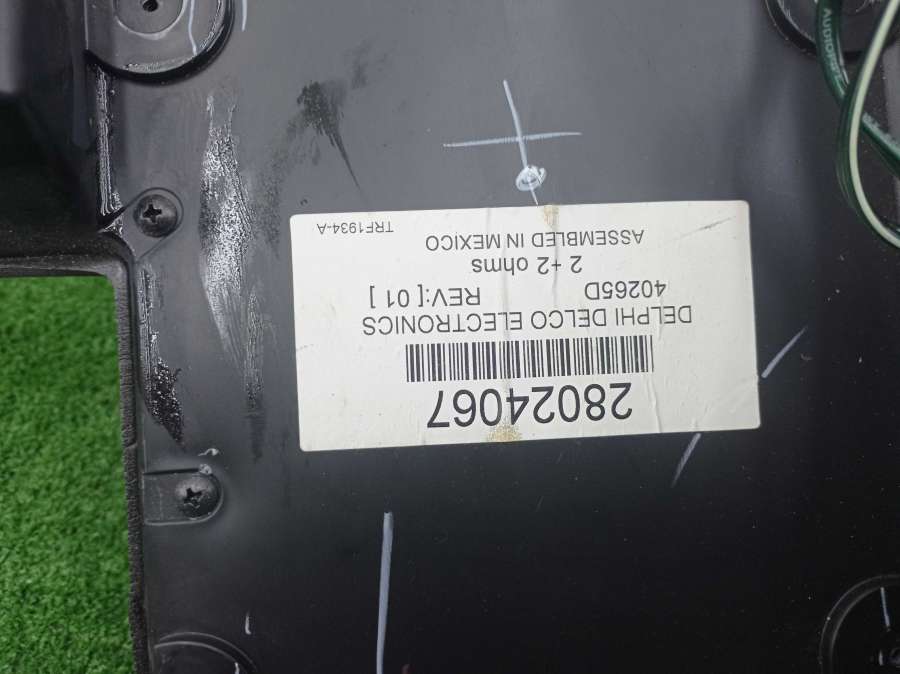 28024067
DELPHI DELCO ELECTRONICS
40265D REV:[ 01 ]
2 + 2 ohms
ASSEMBLED IN MEXICO
TRF1934-A